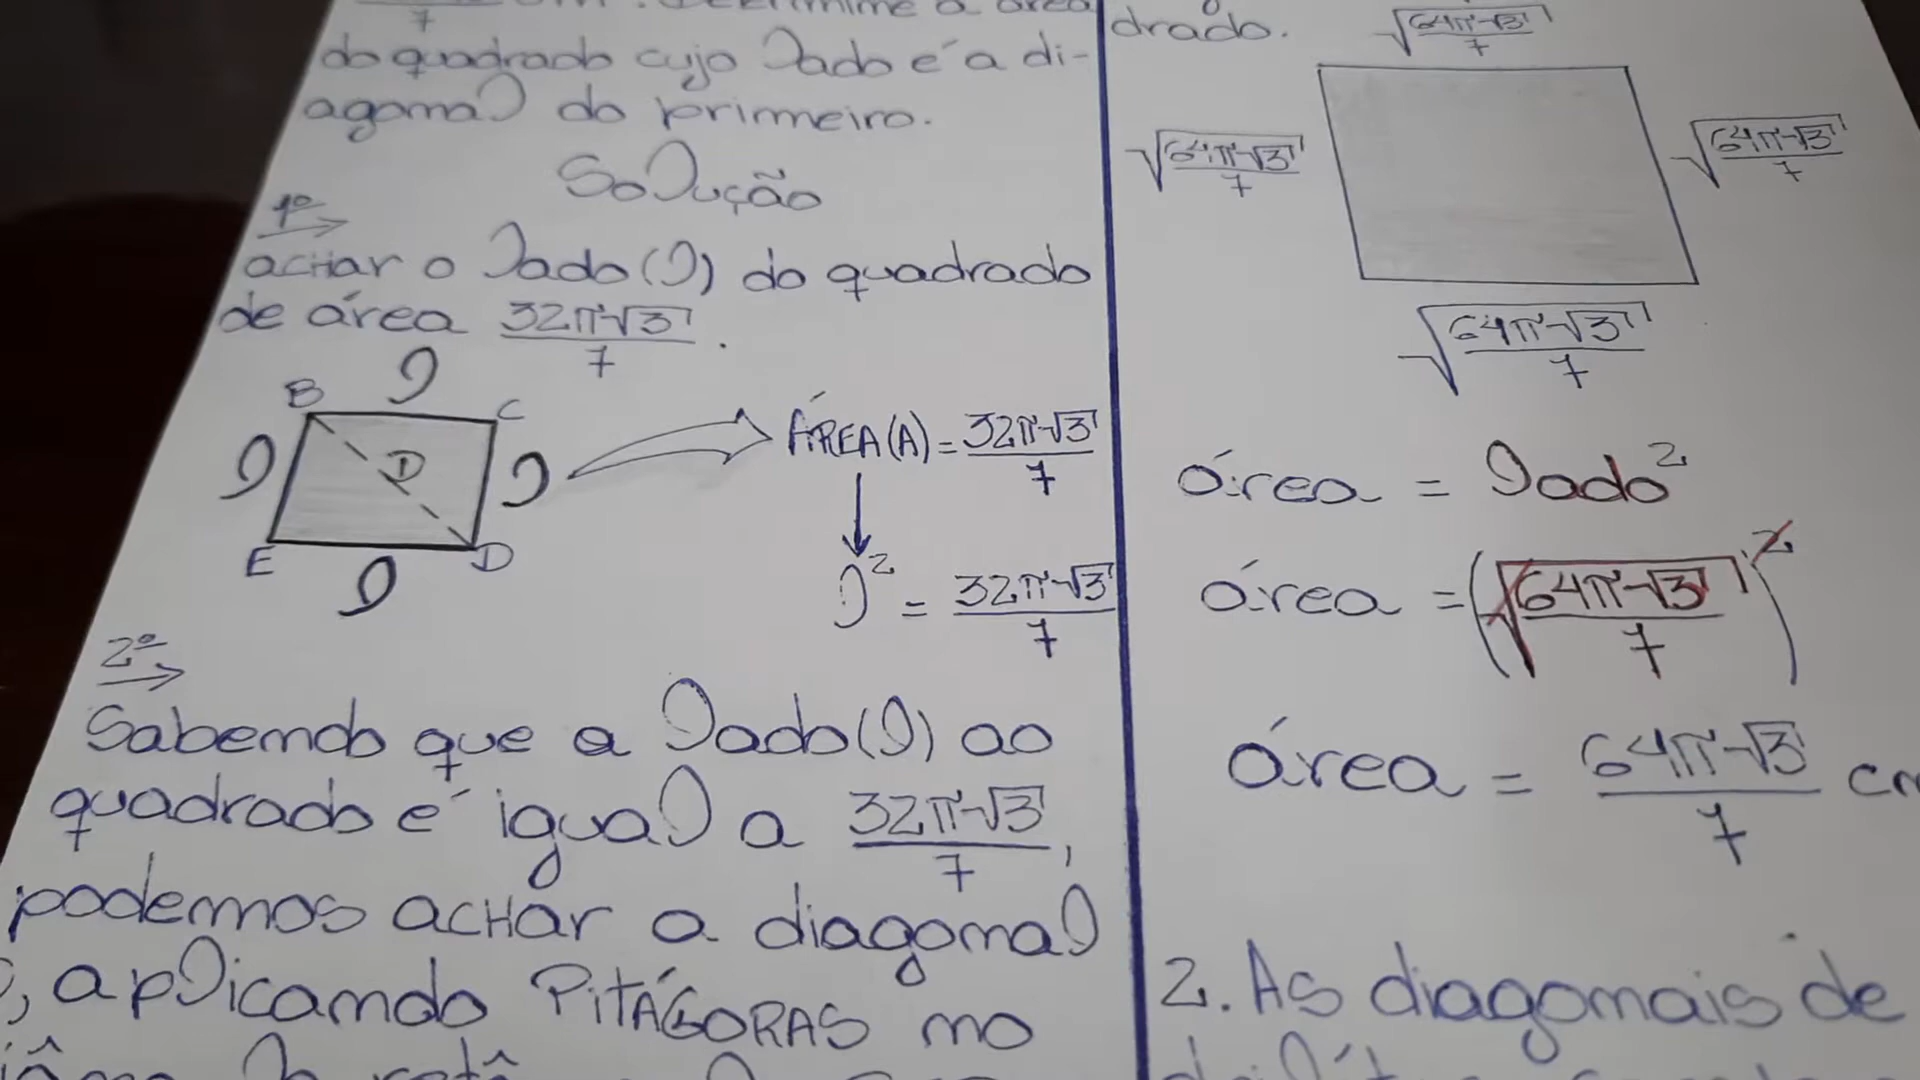 7
do quadrado cujo lado é a di-
agonal do primeiro.
Solução
1º
achar o lado(l) do quadrado
de área 32π√3/7 .
B l C
l D l
E l D
ÁREA(A) = 32π√3/7
l² = 32π√3/7
2º
Sabendo que a lado(l) ao
quadrado é igual a 32π√3/7,
podemos achar a diagonal
, aplicando PITÁGORAS no
drado.
√(64π√3/7)
√(64π√3/7) √(64π√3/7)
√(64π√3/7)
área = lado²
área = (√(64π√3/7))²
área = 64π√3/7
2. As diagonais de